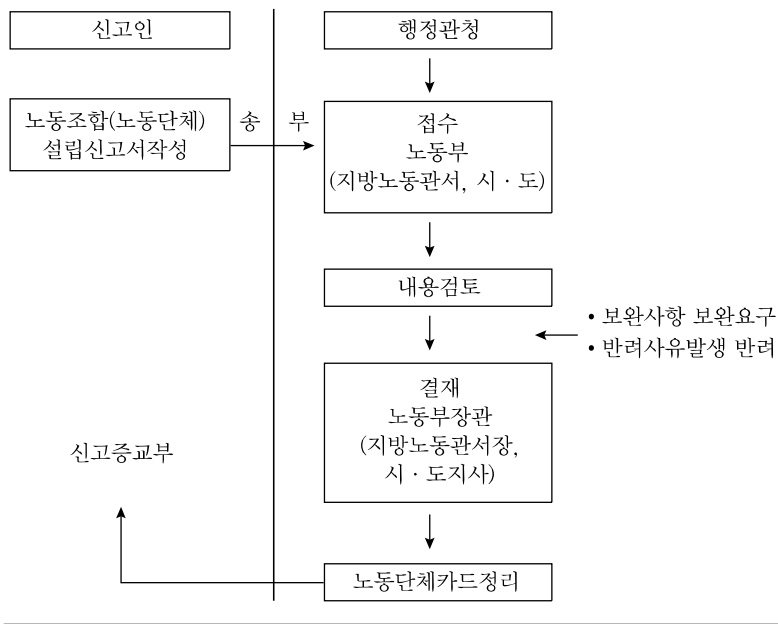 신고인
행정관청
노동조합(노동단체)
설립신고서작성
송 부
접수
노동부
(지방노동관서, 시 · 도)
내용검토
• 보완사항 보완요구
• 반려사유발생 반려
결재
노동부장관
(지방노동관서장,
시 · 도지사)
신고증교부
노동단체카드정리